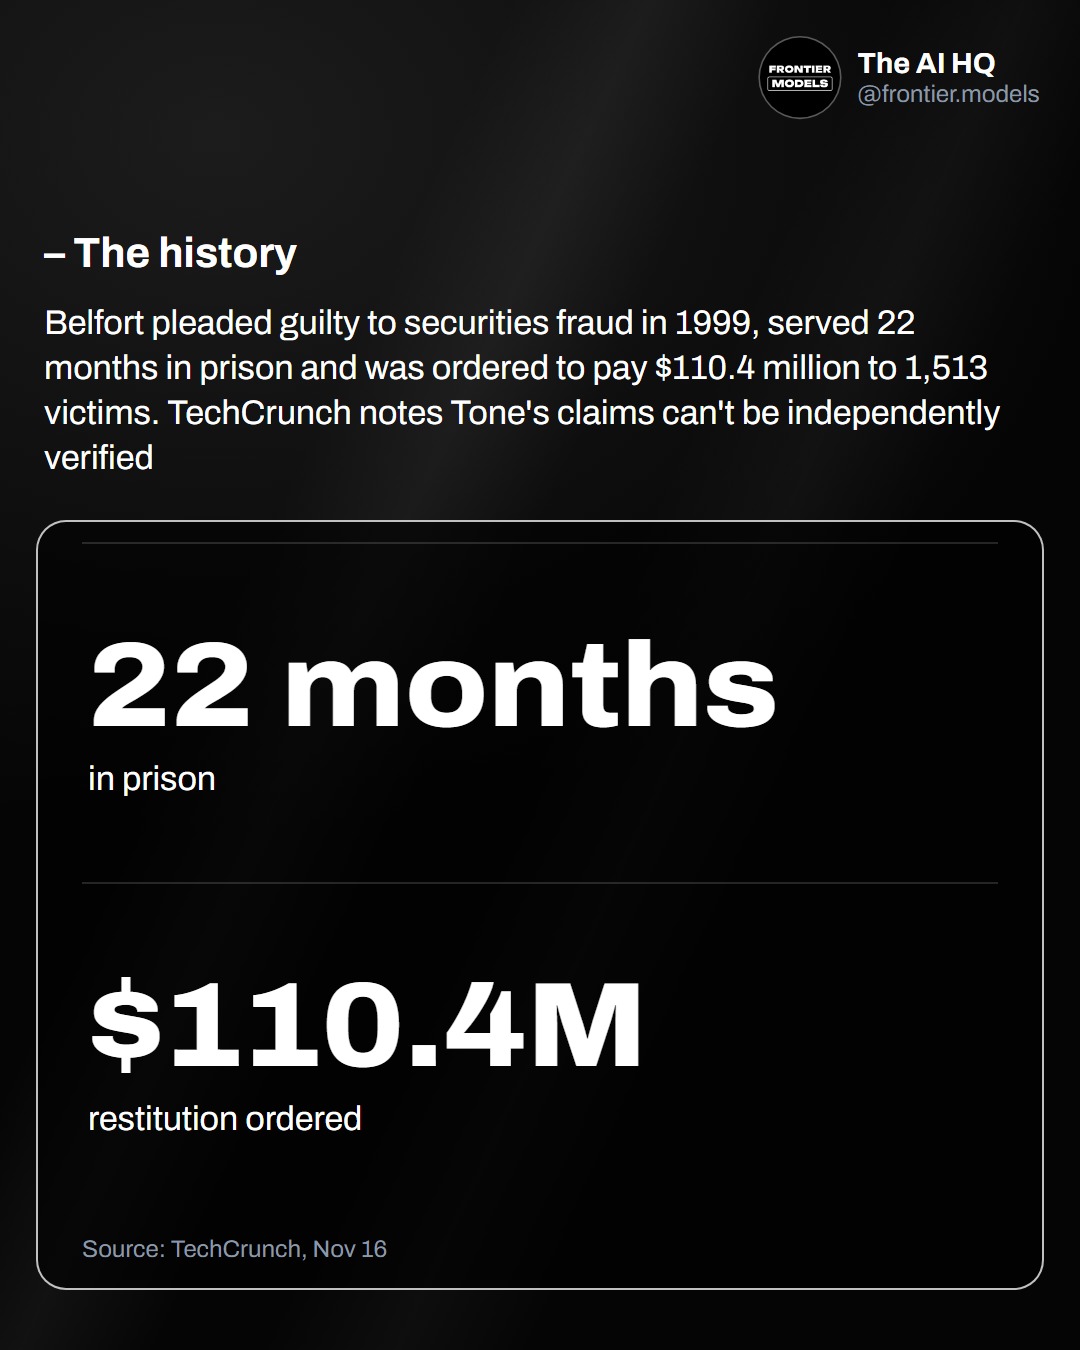 FRONTIER
MODELS
The AI HQ
@frontier.models
– The history
Belfort pleaded guilty to securities fraud in 1999, served 22
months in prison and was ordered to pay $110.4 million to 1,513
victims. TechCrunch notes Tone's claims can't be independently
verified
22 months
in prison
$110.4M
restitution ordered
Source: TechCrunch, Nov 16